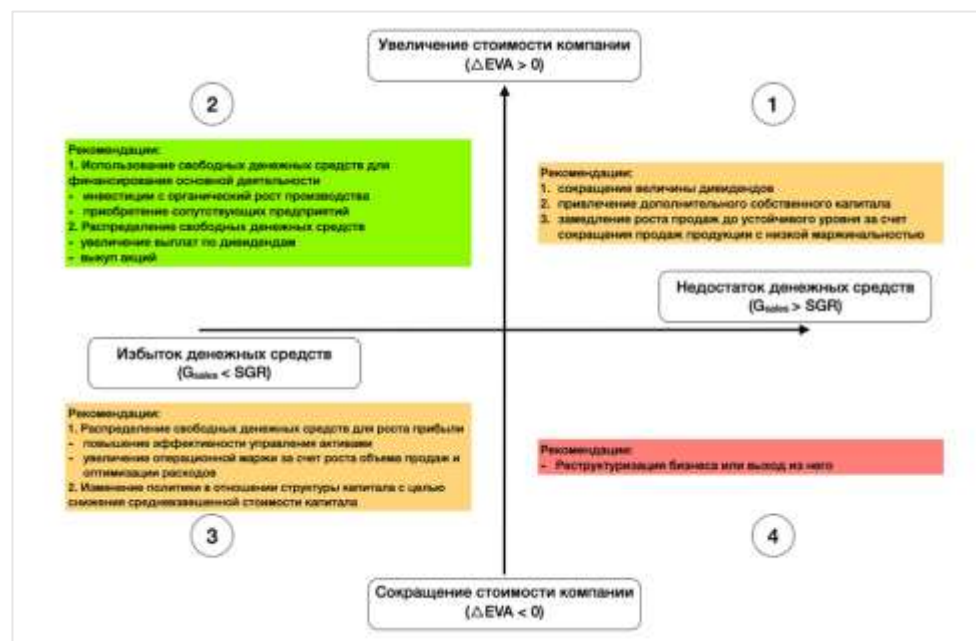 Увеличение стоимости компании
(△EVA > 0)
2
1
Рекомендации:
1. Использование свободных денежных средств для
финансирования основной деятельности
- инвестиции с органический рост производства
- приобретение сопутствующих предприятий
2. Распределение свободных денежных средств
– увеличение выплат по дивидендам
– выкуп акций
Рекомендации:
1. сокращение величины дивидендов
2. привлечение дополнительного собственного капитала
3. замедление роста продаж до устойчивого уровня за счет
сокращения продаж продукции с низкой маржинальностью
Недостаток денежных средств
(Gsales > SGR)
Избыток денежных средств
(Gsales < SGR)
Рекомендации:
1. Распределение свободных денежных средств для роста прибыли
- повышение эффективности управления активами
- увеличения операционной маржи за счет роста объема продаж и
оптимизации расходов
2. Изменение политики в отношении структуры капитала с целью
снижения средневзвешенной стоимости капитала
Рекомендации:
– Реструктуризация бизнеса или выход из него
3
4
Сокращение стоимости компании
(△EVA < 0)